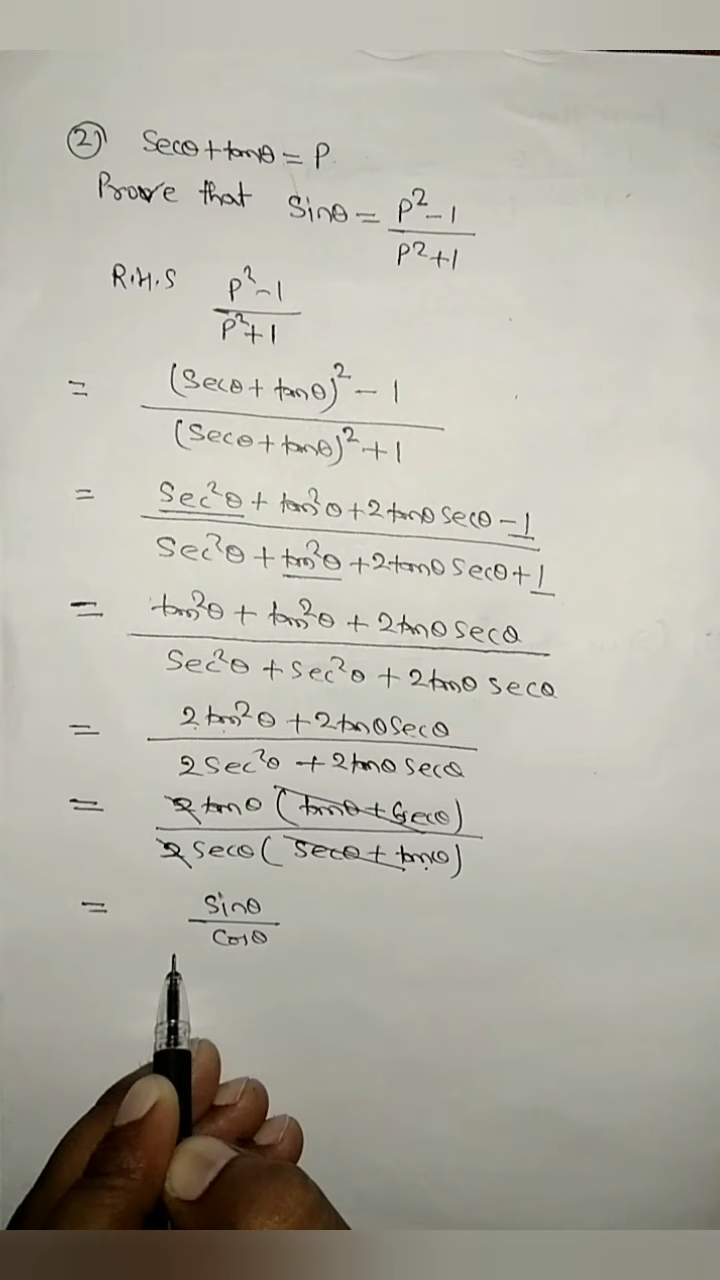 ② Secθ + tanθ = P.
Prove that Sinθ = P²-1 / P²+1
R.H.S P²-1 / P²+1
= (Secθ + tanθ)² - 1 / (Secθ + tanθ)² + 1
= Sec²θ + tan²θ + 2tanθ secθ - 1 / Sec²θ + tan²θ + 2tanθ Secθ + 1
= tan²θ + tan²θ + 2tanθ secθ / Sec²θ + sec²θ + 2tanθ secθ
= 2tan²θ + 2tanθ Secθ / 2Sec²θ + 2tanθ secθ
= 2tanθ (tanθ + Secθ) / 2Secθ (Secθ + tanθ)
= Sinθ / Cosθ